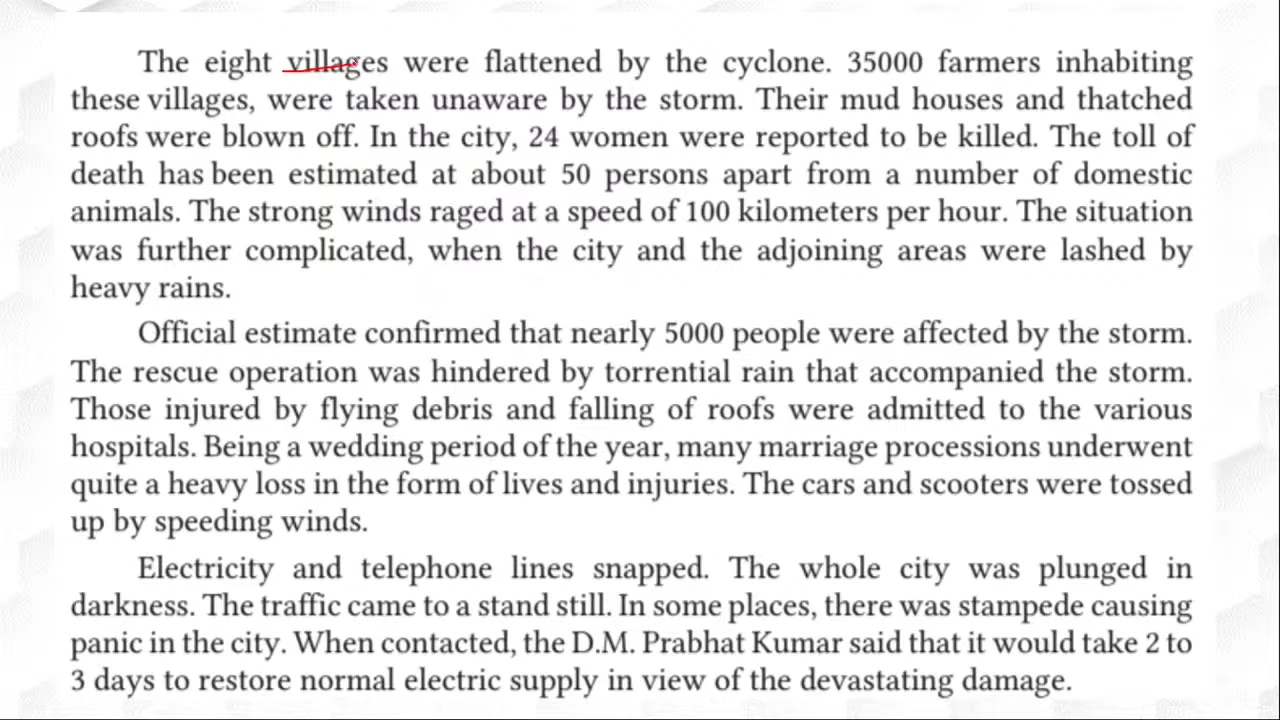 The eight villages were flattened by the cyclone. 35000 farmers inhabiting
these villages, were taken unaware by the storm. Their mud houses and thatched
roofs were blown off. In the city, 24 women were reported to be killed. The toll of
death has been estimated at about 50 persons apart from a number of domestic
animals. The strong winds raged at a speed of 100 kilometers per hour. The situation
was further complicated, when the city and the adjoining areas were lashed by
heavy rains.
Official estimate confirmed that nearly 5000 people were affected by the storm.
The rescue operation was hindered by torrential rain that accompanied the storm.
Those injured by flying debris and falling of roofs were admitted to the various
hospitals. Being a wedding period of the year, many marriage processions underwent
quite a heavy loss in the form of lives and injuries. The cars and scooters were tossed
up by speeding winds.
Electricity and telephone lines snapped. The whole city was plunged in
darkness. The traffic came to a stand still. In some places, there was stampede causing
panic in the city. When contacted, the D.M. Prabhat Kumar said that it would take 2 to
3 days to restore normal electric supply in view of the devastating damage.